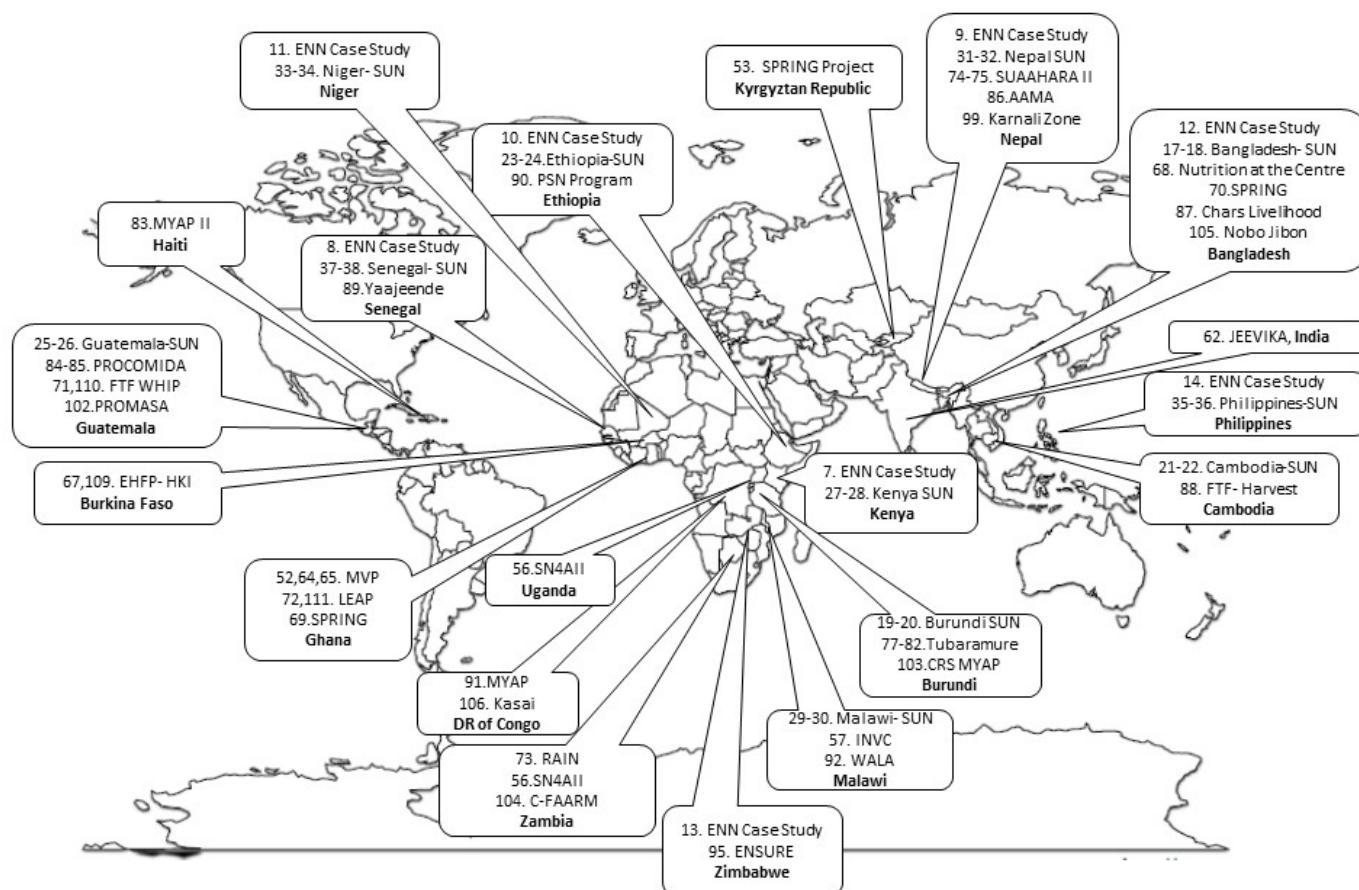 11. ENN Case Study
33-34. Niger- SUN
Niger
53. SPRING Project
Kyrgyztan Republic
9. ENN Case Study
31-32. Nepal SUN
74-75. SUAAHARA II
86.AAMA
99. Karnali Zone
Nepal
10. ENN Case Study
23-24.Ethiopia-SUN
90. PSN Program
Ethiopia
12. ENN Case Study
17-18. Bangladesh- SUN
68. Nutrition at the Centre
70.SPRING
87. Chars Livelihood
105. Nobo Jibon
Bangladesh
83.MYAP II
Haiti
8. ENN Case Study
37-38. Senegal- SUN
89.Yaajeende
Senegal
25-26. Guatemala-SUN
84-85. PROCOMIDA
71,110. FTF WHIP
102.PROMASA
Guatemala
62. JEEVIKA, India
14. ENN Case Study
35-36. Philippines-SUN
Philippines
67,109. EHFP- HKI
Burkina Faso
7. ENN Case Study
27-28. Kenya SUN
Kenya
21-22. Cambodia-SUN
88. FTF- Harvest
Cambodia
52,64,65. MVP
72,111. LEAP
69.SPRING
Ghana
56.SN4AII
Uganda
19-20. Burundi SUN
77-82.Tubaramure
103.CRS MYAP
Burundi
91.MYAP
106. Kasai
DR of Congo
29-30. Malawi- SUN
57. INVC
92. WALA
Malawi
73. RAIN
56.SN4AII
104. C-FAARM
Zambia
13. ENN Case Study
95. ENSURE
Zimbabwe